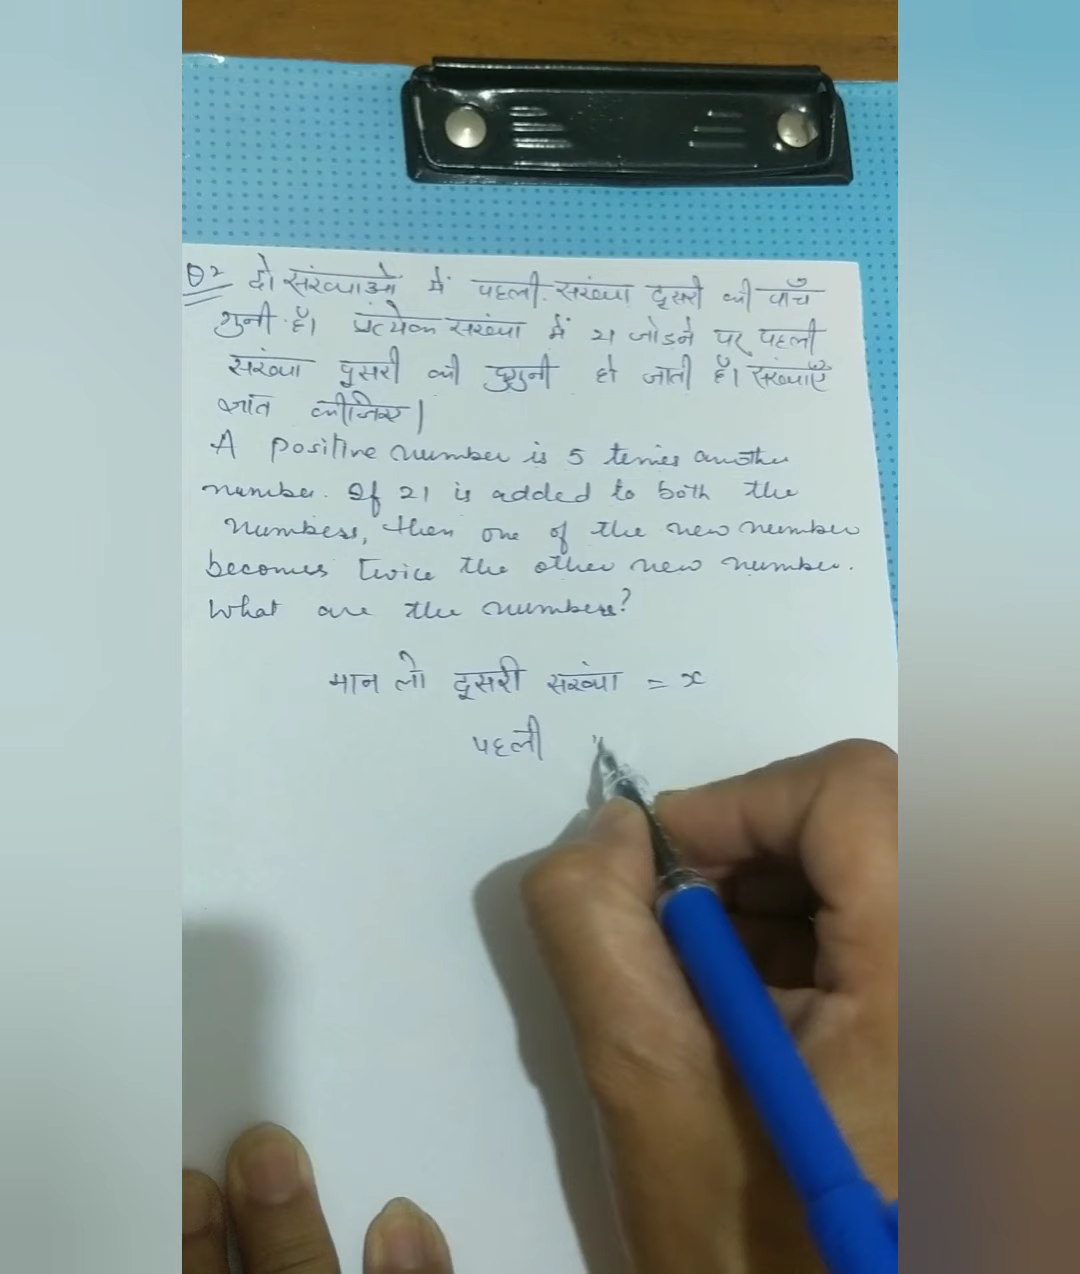 Q2 दो संख्याओं में पहली संख्या दूसरी की पाँच
गुनी है। प्रत्येक संख्या में 21 जोडने पर पहली
संख्या दूसरी की दुगुनी हो जाती है। संख्याएँ
ज्ञात कीजिए।
A positive number is 5 times another
number. If 21 is added to both the
numbers, then one of the new number
becomes twice the other new number.
What are the numbers?
मान लो दूसरी संख्या = x
पहली "